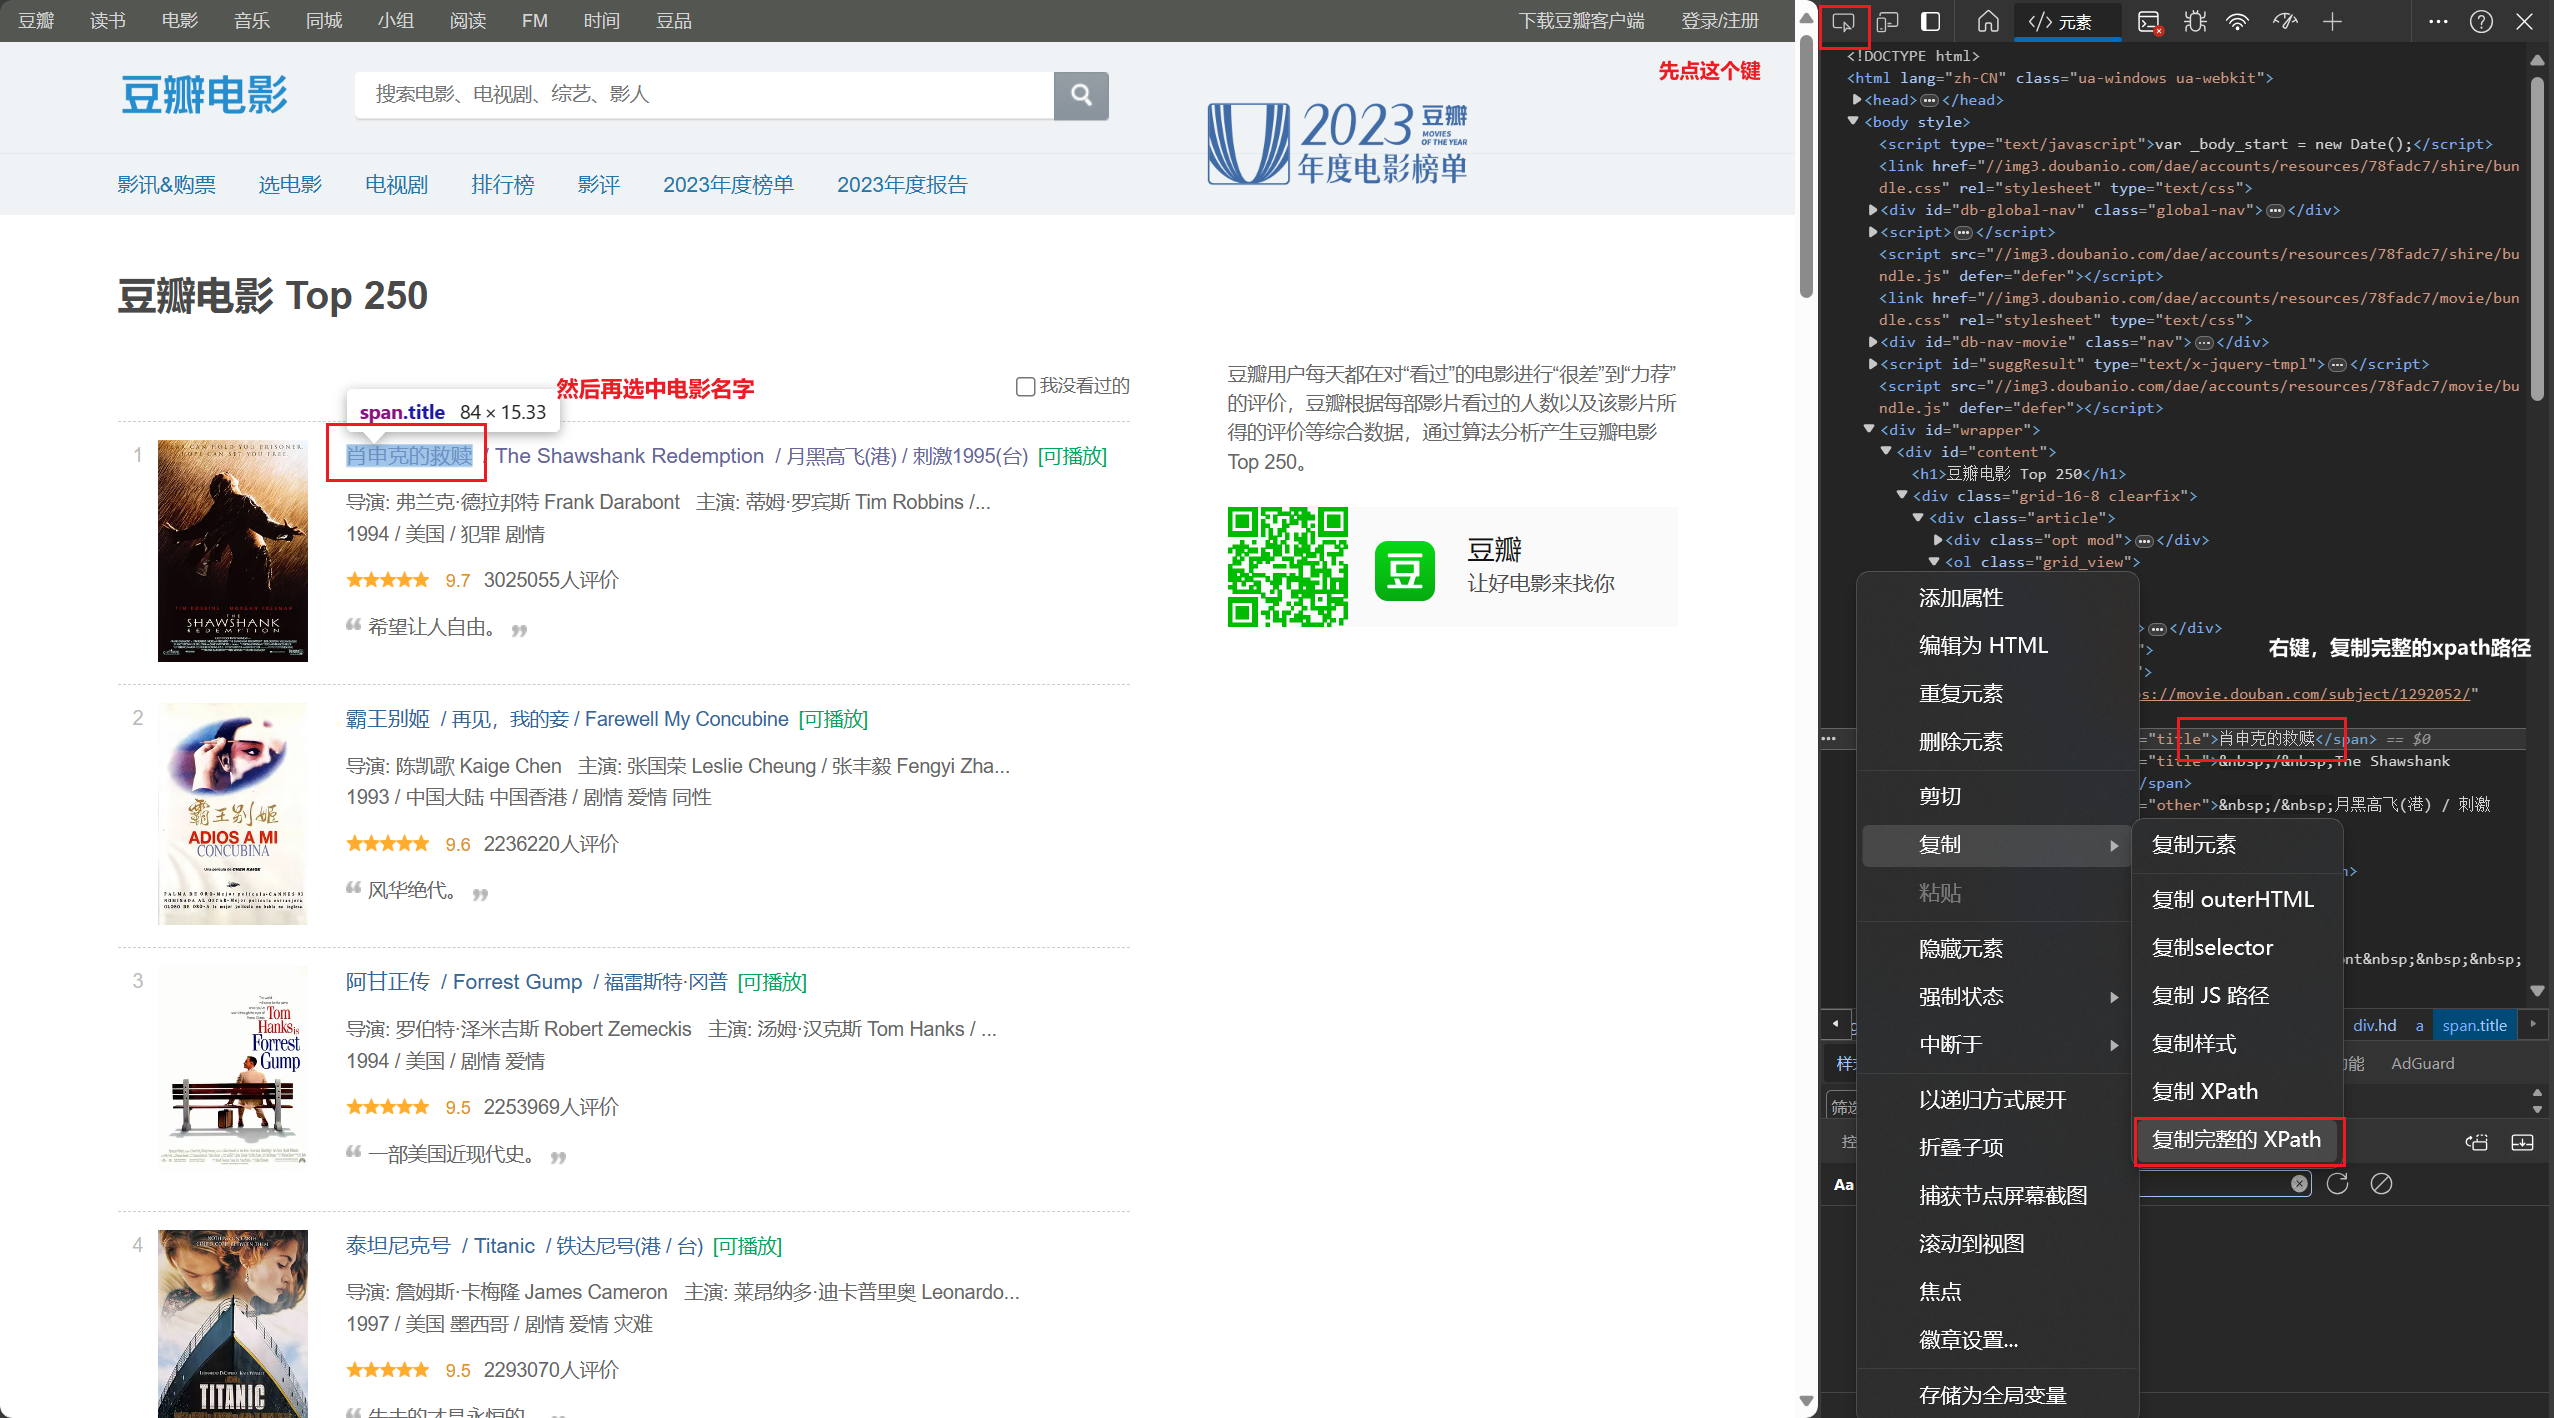 豆瓣 读书 电影 音乐 同城 小组 阅读 FM 时间 豆品 下载豆瓣客户端 登录/注册
豆瓣电影
搜索电影、电视剧、综艺、影人
先点这个键
2023 豆瓣
MOVIES
OF THE YEAR
年度电影榜单
影讯&购票 选电影 电视剧 排行榜 影评 2023年度榜单 2023年度报告
豆瓣电影 Top 250
然后再选中电影名字
我没看过的
span.title 84 × 15.33
1
肖申克的救赎 / The Shawshank Redemption / 月黑高飞(港) / 刺激1995(台) [可播放]
导演: 弗兰克·德拉邦特 Frank Darabont 主演: 蒂姆·罗宾斯 Tim Robbins /...
1994 / 美国 / 犯罪 剧情
9.7 3025055人评价
“ 希望让人自由。 ”
TIM ROBBINS MORGAN FREEMAN
THE
SHAWSHANK
REDEMPTION
2
霸王别姬 / 再见，我的妾 / Farewell My Concubine [可播放]
导演: 陈凯歌 Kaige Chen 主演: 张国荣 Leslie Cheung / 张丰毅 Fengyi Zha...
1993 / 中国大陆 中国香港 / 剧情 爱情 同性
9.6 2236220人评价
“ 风华绝代。 ”
霸王别姬
ADIOS A MI
CONCUBINA
3
阿甘正传 / Forrest Gump / 福雷斯特·冈普 [可播放]
导演: 罗伯特·泽米吉斯 Robert Zemeckis 主演: 汤姆·汉克斯 Tom Hanks / ...
1994 / 美国 / 剧情 爱情
9.5 2253969人评价
“ 一部美国近现代史。 ”
Tom
Hanks is
Forrest
Gump
4
泰坦尼克号 / Titanic / 铁达尼号(港 / 台) [可播放]
导演: 詹姆斯·卡梅隆 James Cameron 主演: 莱昂纳多·迪卡普里奥 Leonardo...
1997 / 美国 墨西哥 / 剧情 爱情 灾难
9.5 2293070人评价
TITANIC
豆瓣用户每天都在对“看过”的电影进行“很差”到“力荐”
的评价，豆瓣根据每部影片看过的人数以及该影片所
得的评价等综合数据，通过算法分析产生豆瓣电影
Top 250。
豆
豆瓣
让好电影来找你
</> 元素
<!DOCTYPE html>
<html lang="zh-CN" class="ua-windows ua-webkit">
<head>…</head>
<body style>
<script type="text/javascript">var _body_start = new Date();</script>
<link href="//img3.doubanio.com/dae/accounts/resources/78fadc7/shire/bun
dle.css" rel="stylesheet" type="text/css">
<div id="db-global-nav" class="global-nav">…</div>
<script>…</script>
<script src="//img3.doubanio.com/dae/accounts/resources/78fadc7/shire/bu
ndle.js" defer="defer"></script>
<link href="//img3.doubanio.com/dae/accounts/resources/78fadc7/movie/bun
dle.css" rel="stylesheet" type="text/css">
<div id="db-nav-movie" class="nav">…</div>
<script id="suggResult" type="text/x-jquery-tmpl">…</script>
<script src="//img3.doubanio.com/dae/accounts/resources/78fadc7/movie/bu
ndle.js" defer="defer"></script>
<div id="wrapper">
<div id="content">
<h1>豆瓣电影 Top 250</h1>
<div class="grid-16-8 clearfix">
<div class="article">
<div class="opt mod">…</div>
<ol class="grid_view">
>…</div>
右键，复制完整的xpath路径
">
">
s://movie.douban.com/subject/1292052/"
="title">肖申克的救赎</span> == $0
="title">&nbsp;/&nbsp;The Shawshank
/span>
="other">&nbsp;/&nbsp;月黑高飞(港) / 刺激
>
nt&nbsp;&nbsp;&nbsp;
添加属性
编辑为 HTML
重复元素
删除元素
剪切
复制
粘贴
隐藏元素
强制状态
中断于
以递归方式展开
折叠子项
捕获节点屏幕截图
滚动到视图
焦点
徽章设置...
存储为全局变量
复制元素
复制 outerHTML
复制selector
复制 JS 路径
复制样式
复制 XPath
复制完整的 XPath
div.hd a span.title
样式 功能 AdGuard
筛选
控
Aa